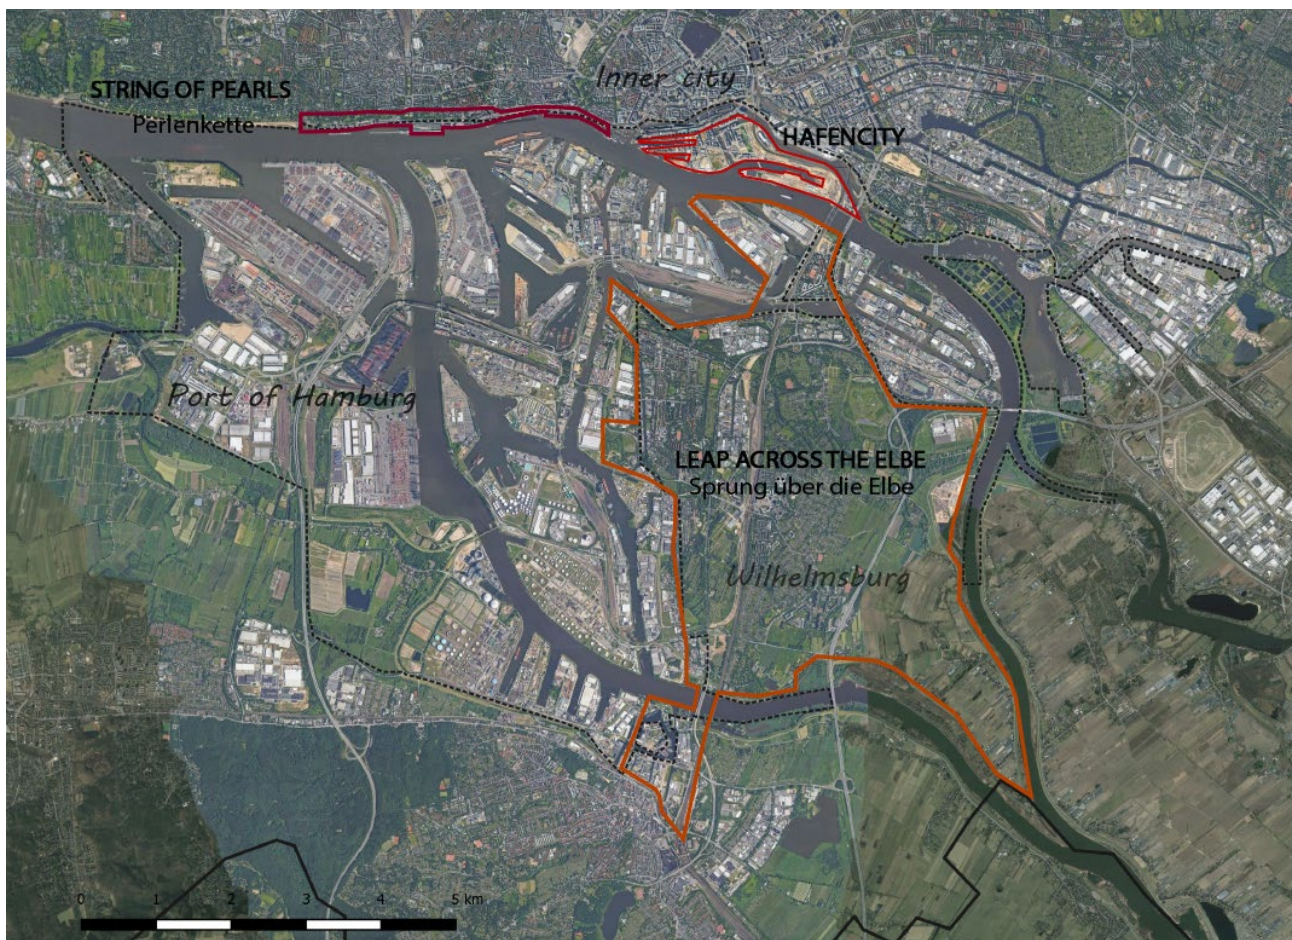 Inner city
STRING OF PEARLS
Perlenkette
HAFENCITY
Port of Hamburg
LEAP ACROSS THE ELBE
Sprung über die Elbe
Wilhelmsburg
0 1 2 3 4 5 km